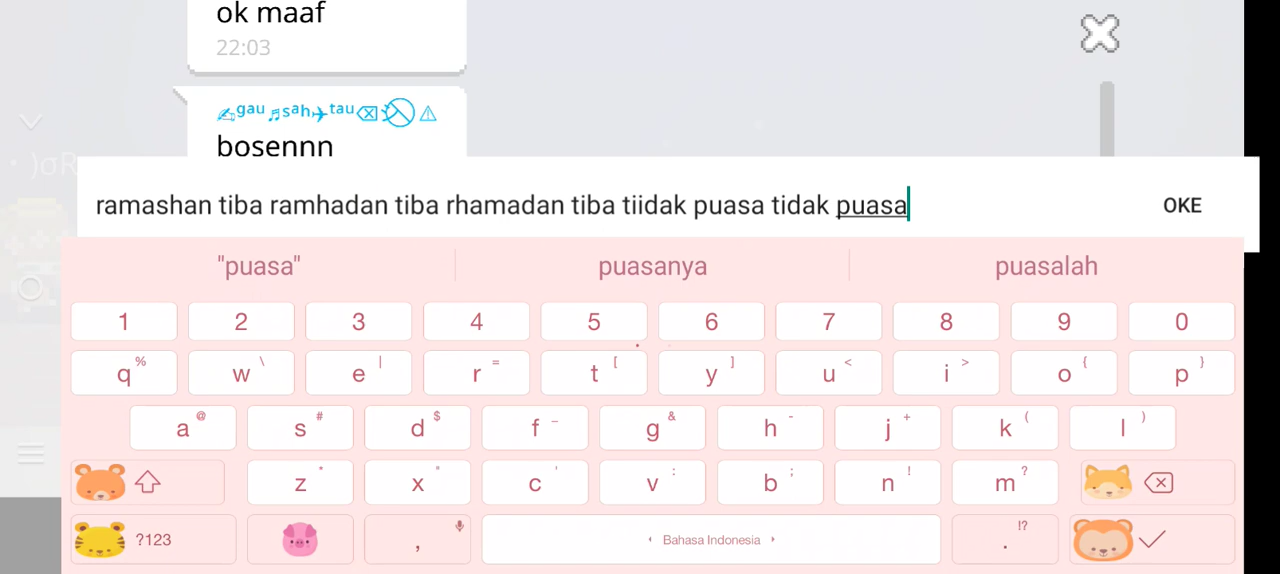 ok maaf
22:03
✍ᵍᵃᵘ♬ˢᵃʰ✈ᵗᵃᵘ⌫⃠⚠
bosennn
ramashan tiba ramhadan tiba rhamadan tiba tiidak puasa tidak puasa
OKE
"puasa" puasanya puasalah
1 2 3 4 5 6 7 8 9 0
q % w \ e | r = t [ y ] u < i > o { p }
a @ s # d $ f _ g & h - j + k ( l )
z * x " c ' v : b ; n ! m ?
?123 , Bahasa Indonesia . !?